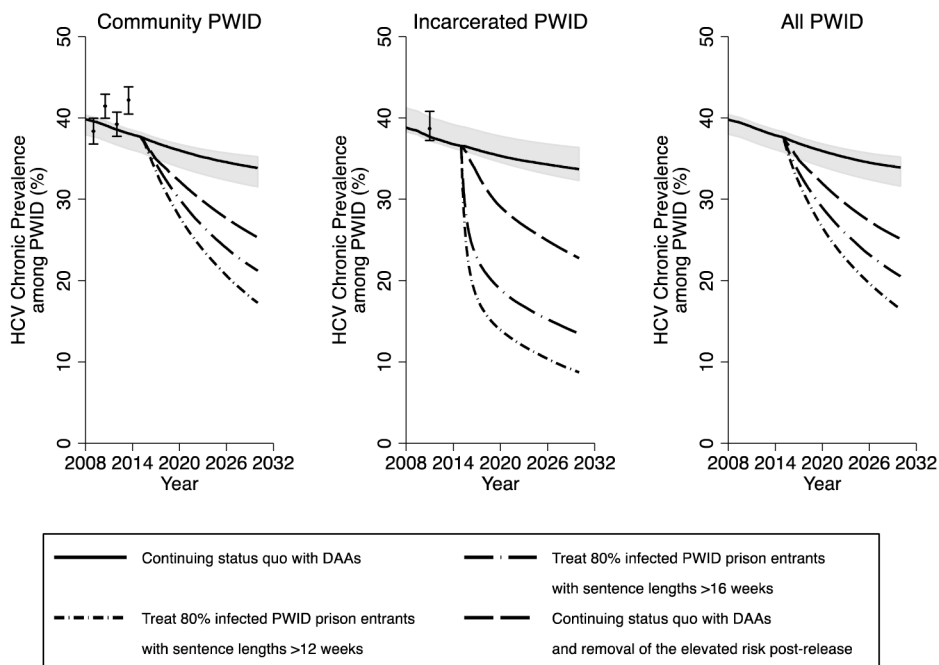 Community PWID
Incarcerated PWID
All PWID
HCV Chronic Prevalence
among PWID (%)
50
40
30
20
10
0
2008 2014 2020 2026 2032
Year
HCV Chronic Prevalence
among PWID (%)
50
40
30
20
10
0
2008 2014 2020 2026 2032
Year
HCV Chronic Prevalence
among PWID (%)
50
40
30
20
10
0
2008 2014 2020 2026 2032
Year
Continuing status quo with DAAs
Treat 80% infected PWID prison entrants
with sentence lengths >16 weeks
Treat 80% infected PWID prison entrants
with sentence lengths >12 weeks
Continuing status quo with DAAs
and removal of the elevated risk post-release